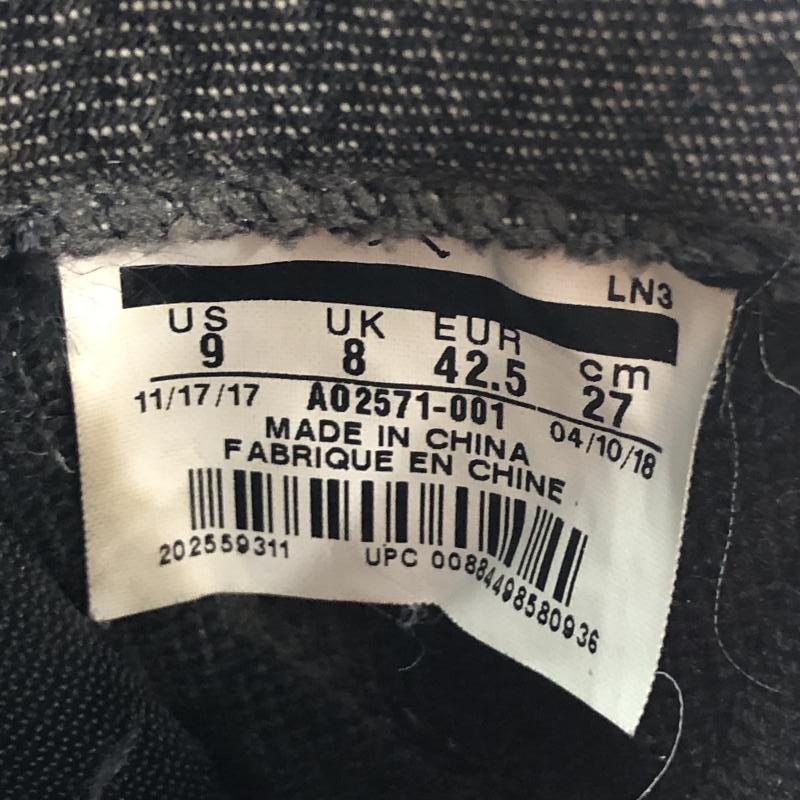 LN3
US UK EUR cm
9 8 42.5 27
11/17/17 AO2571-001 04/10/18
MADE IN CHINA
FABRIQUE EN CHINE
202559311 UPC 00884498580936